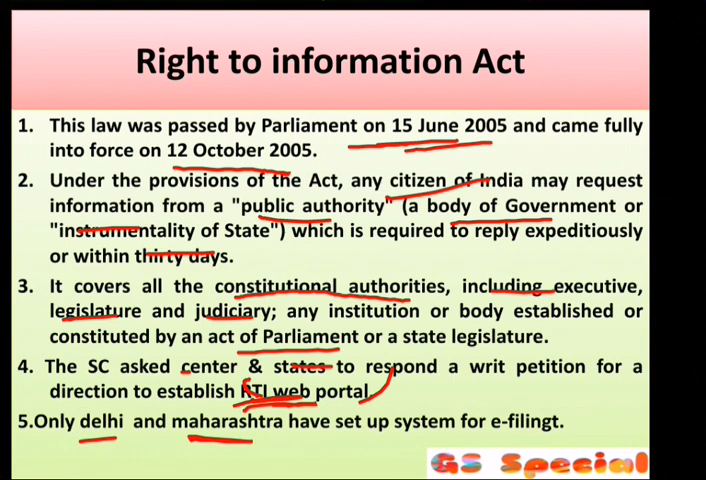 Right to information Act
1. This law was passed by Parliament on 15 June 2005 and came fully
into force on 12 October 2005.
2. Under the provisions of the Act, any citizen of India may request
information from a "public authority" (a body of Government or
"instrumentality of State") which is required to reply expeditiously
or within thirty days.
3. It covers all the constitutional authorities, including executive,
legislature and judiciary; any institution or body established or
constituted by an act of Parliament or a state legislature.
4. The SC asked center & states to respond a writ petition for a
direction to establish RTI web portal.
5.Only delhi and maharashtra have set up system for e-filingt.
GS Special